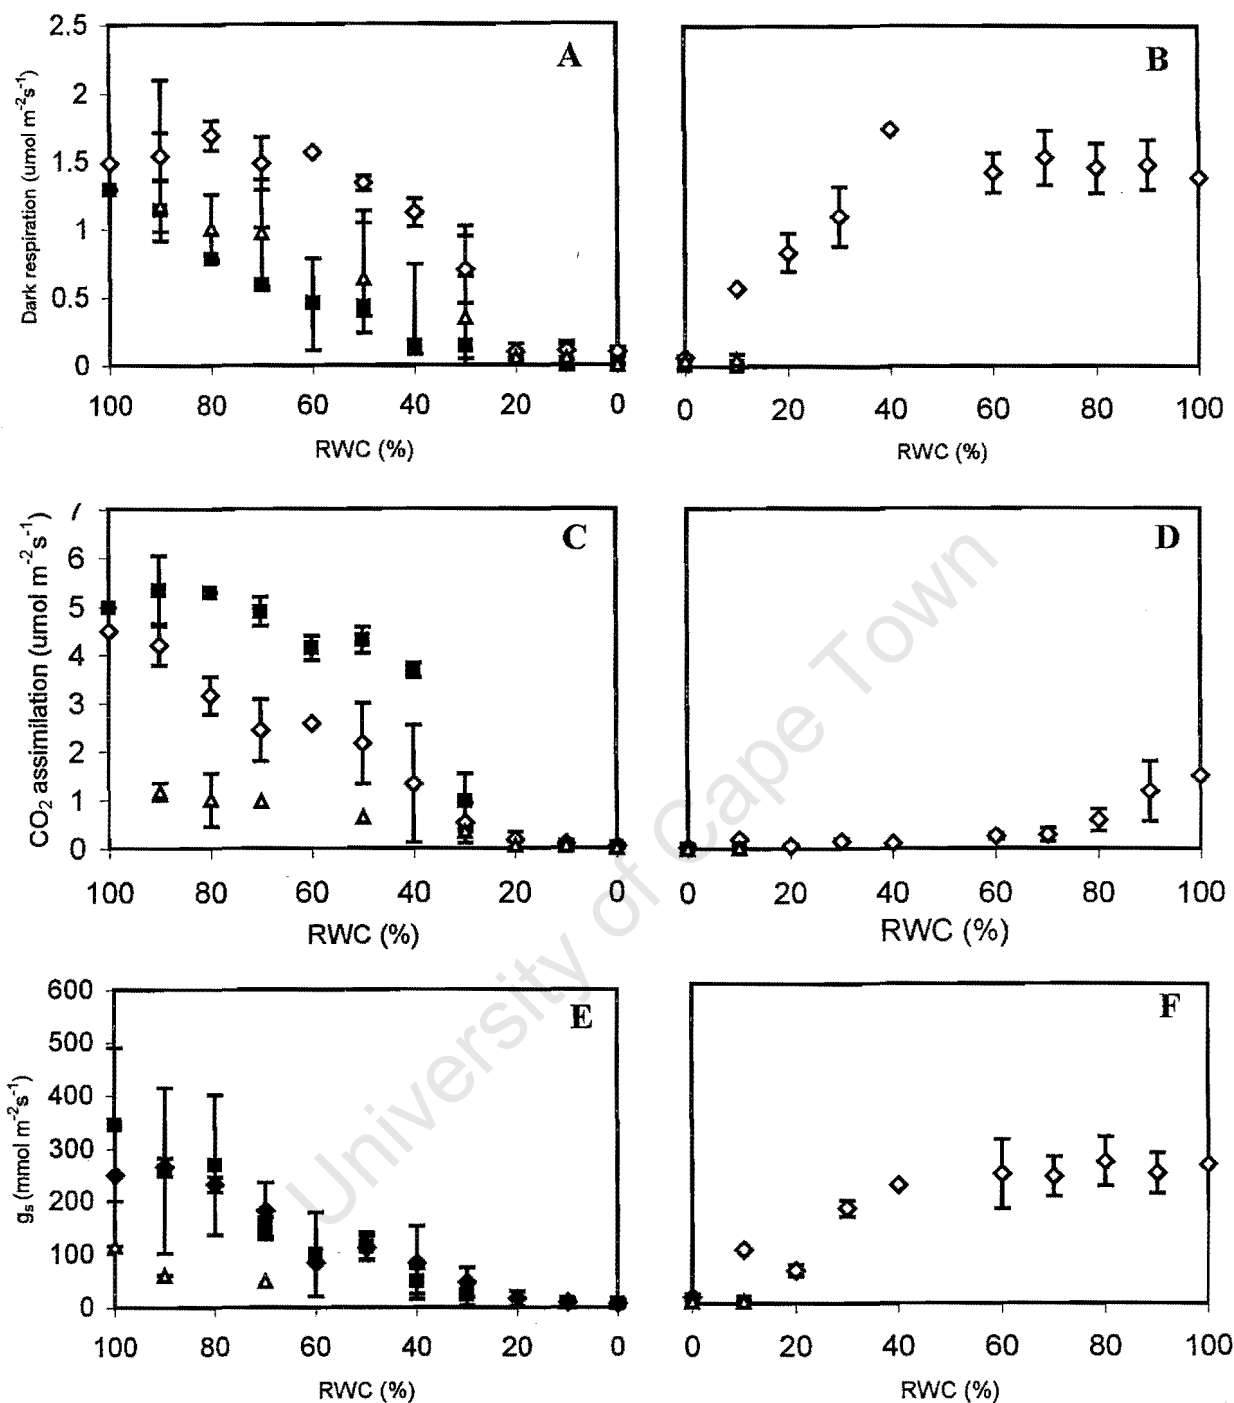 A
Dark respiration (umol m⁻²s⁻¹)
2.5
2
1.5
1
0.5
0
100 80 60 40 20 0
RWC (%)
B
0 20 40 60 80 100
RWC (%)
C
CO₂ assimilation (umol m⁻²s⁻¹)
7
6
5
4
3
2
1
0
100 80 60 40 20 0
RWC (%)
D
0 20 40 60 80 100
RWC (%)
E
gₛ (mmol m⁻²s⁻¹)
600
500
400
300
200
100
0
100 80 60 40 20 0
RWC (%)
F
0 20 40 60 80 100
RWC (%)
University of Cape Town